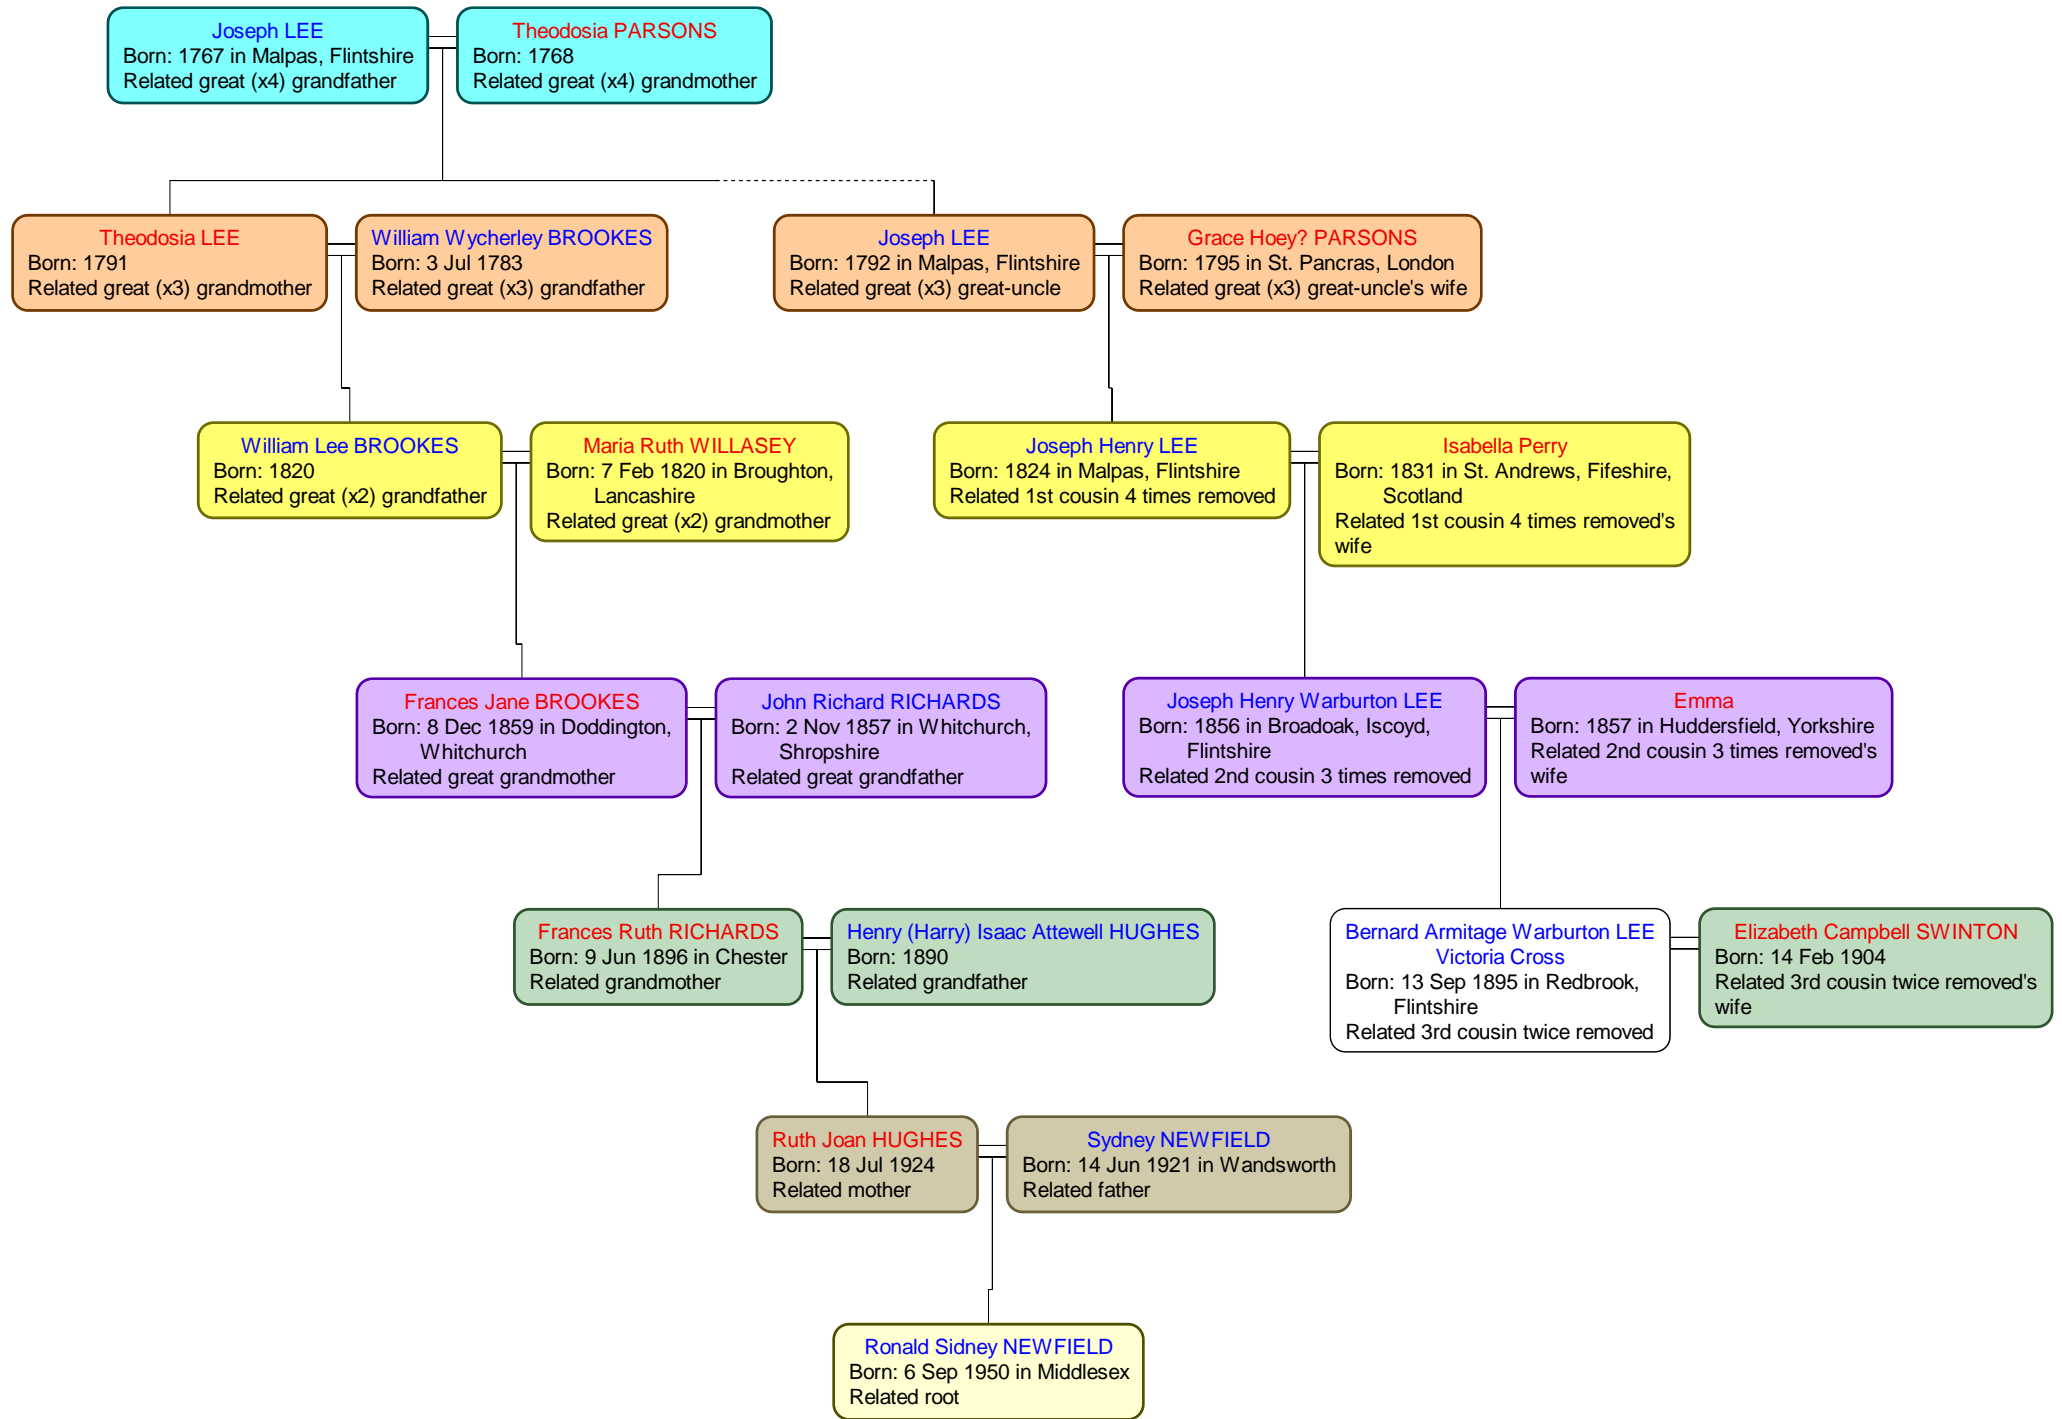 Joseph LEE
Born: 1767 in Malpas, Flintshire
Related great (x4) grandfather
Theodosia PARSONS
Born: 1768
Related great (x4) grandmother
Theodosia LEE
Born: 1791
Related great (x3) grandmother
William Wycherley BROOKES
Born: 3 Jul 1783
Related great (x3) grandfather
Joseph LEE
Born: 1792 in Malpas, Flintshire
Related great (x3) great-uncle
Grace Hoey? PARSONS
Born: 1795 in St. Pancras, London
Related great (x3) great-uncle's wife
William Lee BROOKES
Born: 1820
Related great (x2) grandfather
Maria Ruth WILLASEY
Born: 7 Feb 1820 in Broughton,
Lancashire
Related great (x2) grandmother
Joseph Henry LEE
Born: 1824 in Malpas, Flintshire
Related 1st cousin 4 times removed
Isabella Perry
Born: 1831 in St. Andrews, Fifeshire,
Scotland
Related 1st cousin 4 times removed's
wife
Frances Jane BROOKES
Born: 8 Dec 1859 in Doddington,
Whitchurch
Related great grandmother
John Richard RICHARDS
Born: 2 Nov 1857 in Whitchurch,
Shropshire
Related great grandfather
Joseph Henry Warburton LEE
Born: 1856 in Broadoak, Iscoyd,
Flintshire
Related 2nd cousin 3 times removed
Emma
Born: 1857 in Huddersfield, Yorkshire
Related 2nd cousin 3 times removed's
wife
Frances Ruth RICHARDS
Born: 9 Jun 1896 in Chester
Related grandmother
Henry (Harry) Isaac Attewell HUGHES
Born: 1890
Related grandfather
Bernard Armitage Warburton LEE
Victoria Cross
Born: 13 Sep 1895 in Redbrook,
Flintshire
Related 3rd cousin twice removed
Elizabeth Campbell SWINTON
Born: 14 Feb 1904
Related 3rd cousin twice removed's
wife
Ruth Joan HUGHES
Born: 18 Jul 1924
Related mother
Sydney NEWFIELD
Born: 14 Jun 1921 in Wandsworth
Related father
Ronald Sidney NEWFIELD
Born: 6 Sep 1950 in Middlesex
Related root